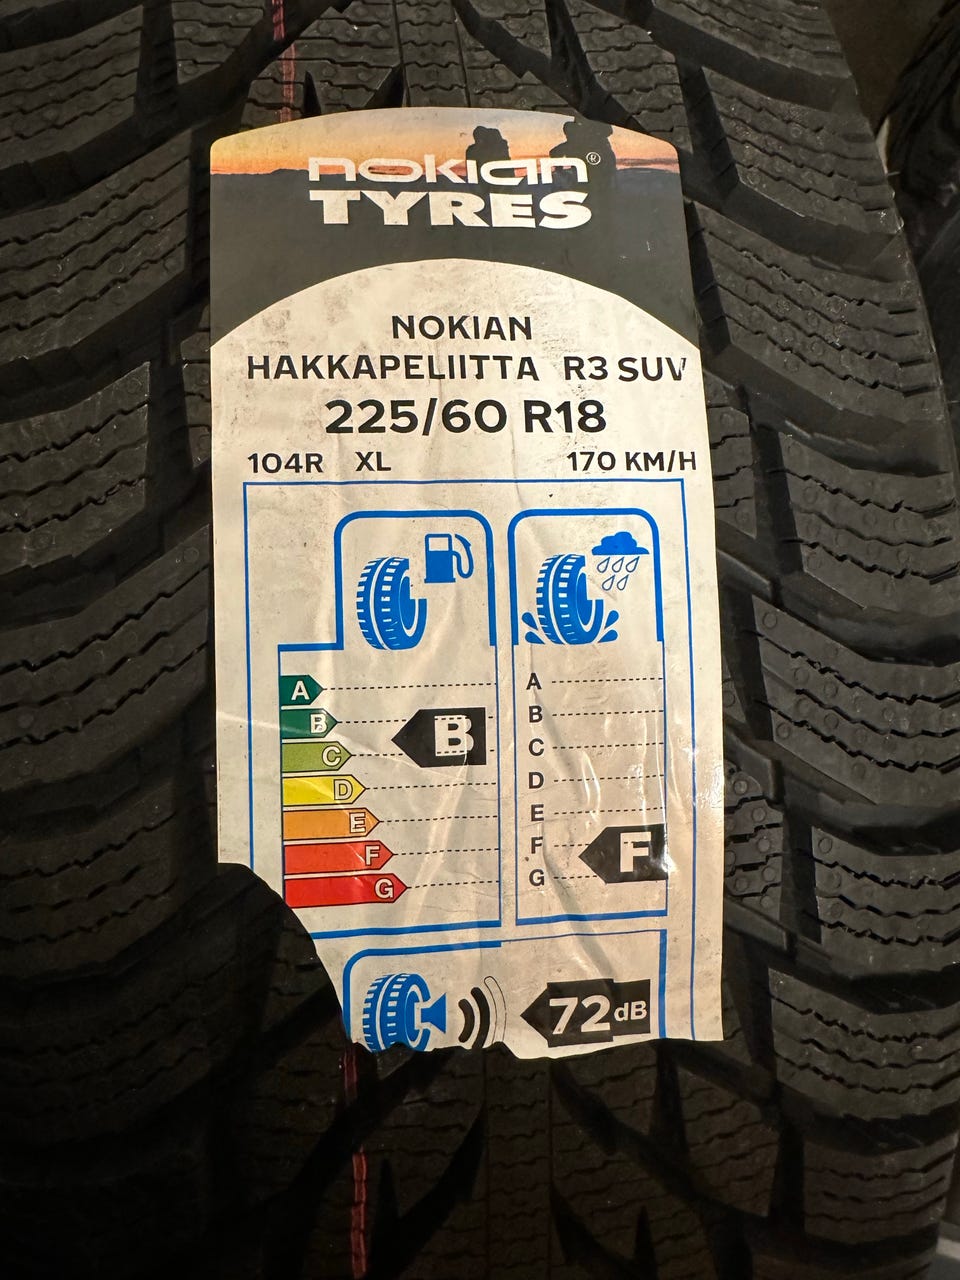 nokian®
TYRES
NOKIAN
HAKKAPELIITTA R3 SUV
225/60 R18
104R XL 170 KM/H
A
B
C
D
E
F
G
B
A
B
C
D
E
F
G
F
72dB